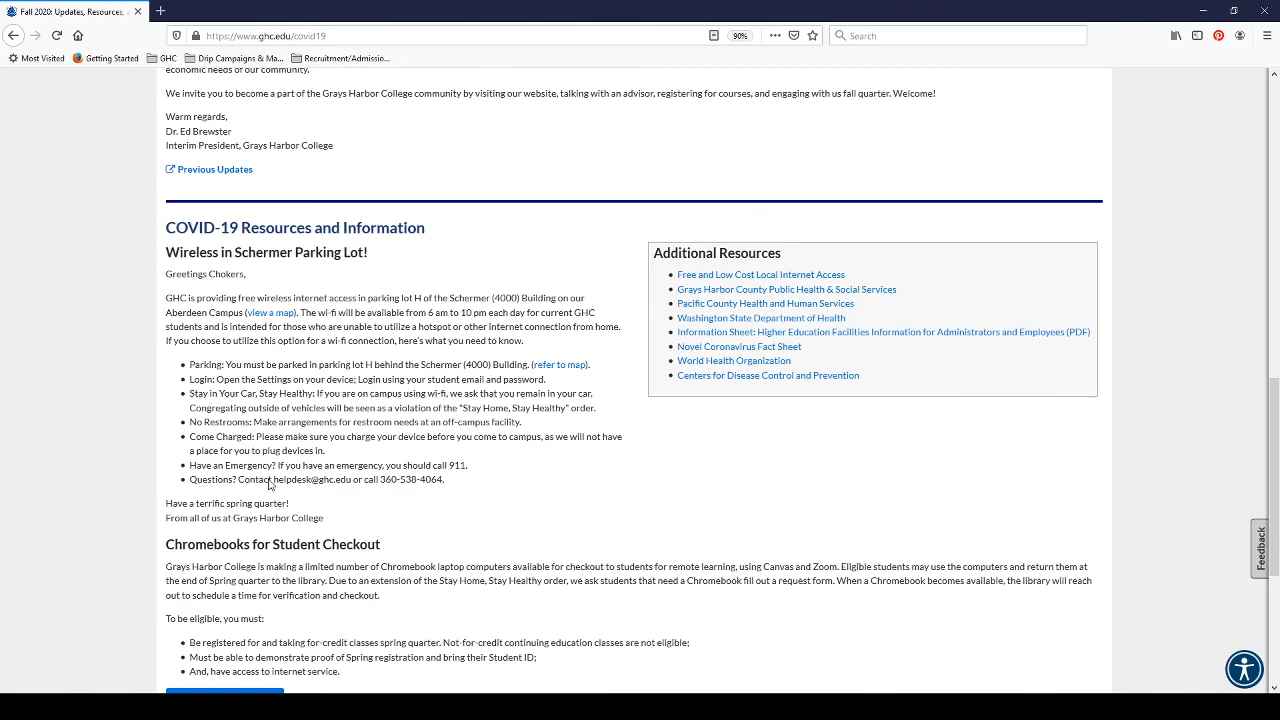 Fall 2020: Updates, Resources, a
https://www.ghc.edu/covid19
90%
Search
Most Visited
Getting Started
GHC
Drip Campaigns & Ma...
Recruitment/Admissio...
economic needs of our community.
We invite you to become a part of the Grays Harbor College community by visiting our website, talking with an advisor, registering for courses, and engaging with us fall quarter. Welcome!
Warm regards,
Dr. Ed Brewster
Interim President, Grays Harbor College
Previous Updates
COVID-19 Resources and Information
Wireless in Schermer Parking Lot!
Greetings Chokers,
GHC is providing free wireless internet access in parking lot H of the Schermer (4000) Building on our
Aberdeen Campus (view a map). The wi-fi will be available from 6 am to 10 pm each day for current GHC
students and is intended for those who are unable to utilize a hotspot or other internet connection from home.
If you choose to utilize this option for a wi-fi connection, here's what you need to know.
• Parking: You must be parked in parking lot H behind the Schermer (4000) Building. (refer to map).
• Login: Open the Settings on your device; Login using your student email and password.
• Stay in Your Car, Stay Healthy: If you are on campus using wi-fi, we ask that you remain in your car.
Congregating outside of vehicles will be seen as a violation of the "Stay Home, Stay Healthy" order.
• No Restrooms: Make arrangements for restroom needs at an off-campus facility.
• Come Charged: Please make sure you charge your device before you come to campus, as we will not have
a place for you to plug devices in.
• Have an Emergency? If you have an emergency, you should call 911.
• Questions? Contact helpdesk@ghc.edu or call 360-538-4064.
Have a terrific spring quarter!
From all of us at Grays Harbor College
Additional Resources
• Free and Low Cost Local Internet Access
• Grays Harbor County Public Health & Social Services
• Pacific County Health and Human Services
• Washington State Department of Health
• Information Sheet: Higher Education Facilities Information for Administrators and Employees (PDF)
• Novel Coronavirus Fact Sheet
• World Health Organization
• Centers for Disease Control and Prevention
Chromebooks for Student Checkout
Grays Harbor College is making a limited number of Chromebook laptop computers available for checkout to students for remote learning, using Canvas and Zoom. Eligible students may use the computers and return them at
the end of Spring quarter to the library. Due to an extension of the Stay Home, Stay Healthy order, we ask students that need a Chromebook fill out a request form. When a Chromebook becomes available, the library will reach
out to schedule a time for verification and checkout.
To be eligible, you must:
• Be registered for and taking for-credit classes spring quarter. Not-for-credit continuing education classes are not eligible;
• Must be able to demonstrate proof of Spring registration and bring their Student ID;
• And, have access to internet service.
Feedback